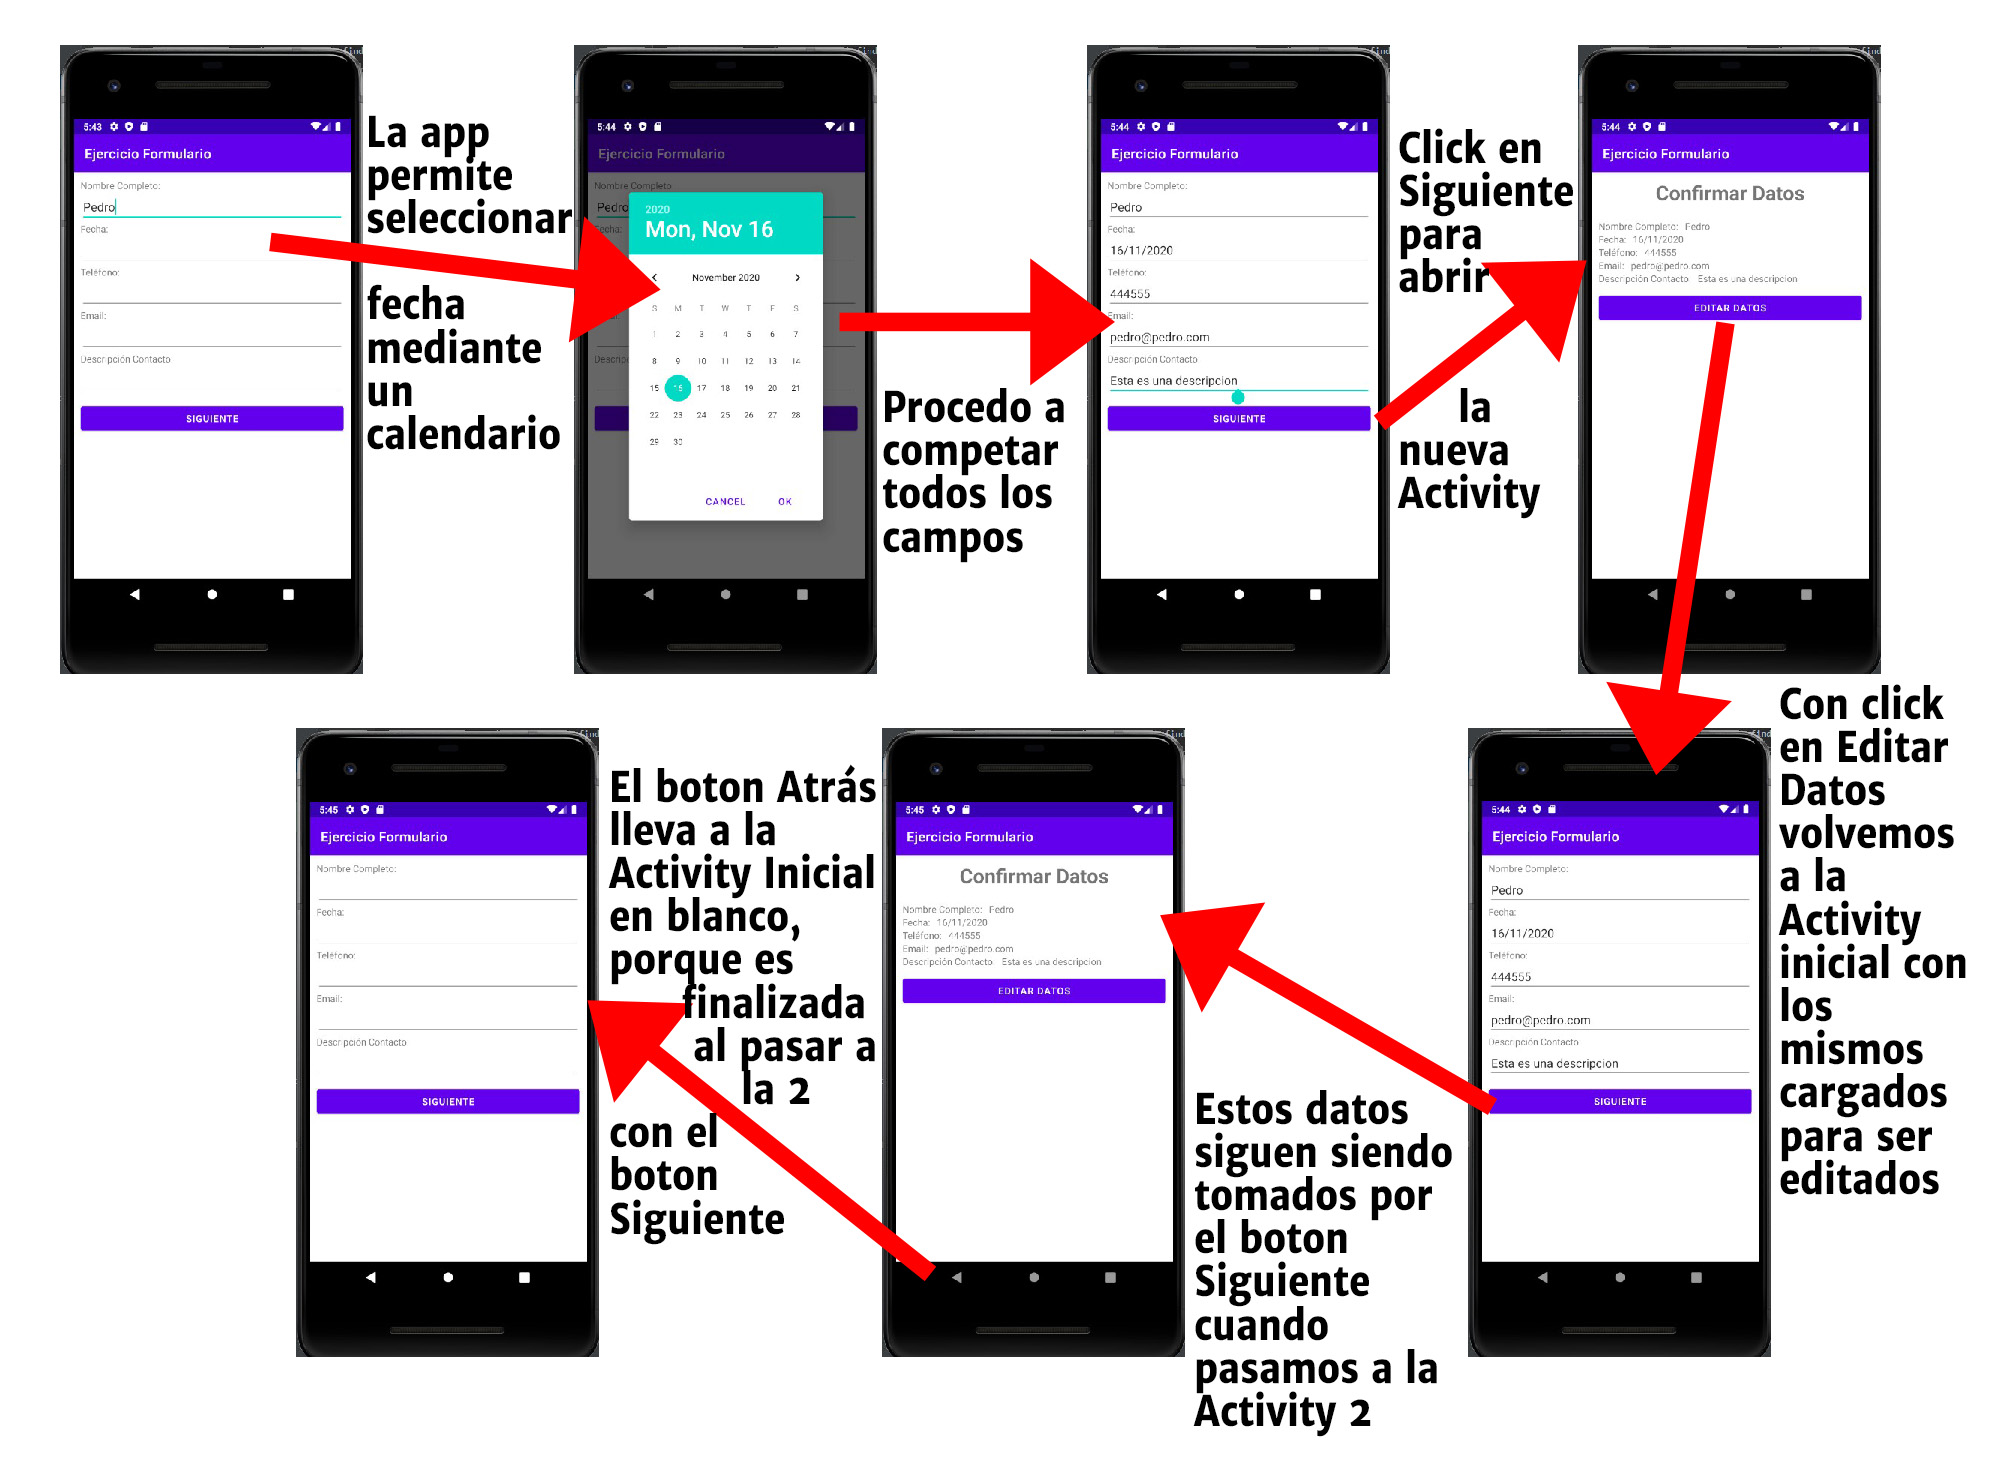 5:43
Ejercicio Formulario
Nombre Completo:
Pedro
Fecha:
Teléfono:
Email:
Descripción Contacto
SIGUIENTE
La app
permite
seleccionar
fecha
mediante
un
calendario
5:44
Ejercicio Formulario
Nombre Completo
Pedro
Fecha:
2020
Mon, Nov 16
November 2020
S M T W T F S
1 2 3 4 5 6 7
8 9 10 11 12 13 14
15 16 17 18 19 20 21
22 23 24 25 26 27 28
29 30
CANCEL OK
Procedo a
competar
todos los
campos
5:44
Ejercicio Formulario
Nombre Completo:
Pedro
Fecha:
16/11/2020
Teléfono:
444555
Email:
pedro@pedro.com
Descripción Contacto
Esta es una descripcion
SIGUIENTE
Click en
Siguiente
para
abrir
la
nueva
Activity
5:44
Ejercicio Formulario
Confirmar Datos
Nombre Completo: Pedro
Fecha: 16/11/2020
Teléfono: 444555
Email: pedro@pedro.com
Descripción Contacto Esta es una descripcion
EDITAR DATOS
Con click
en Editar
Datos
volvemos
a la
Activity
inicial con
los
mismos
cargados
para ser
editados
5:44
Ejercicio Formulario
Nombre Completo:
Pedro
Fecha:
16/11/2020
Teléfono:
444555
Email:
pedro@pedro.com
Descripción Contacto
Esta es una descripcion
SIGUIENTE
Estos datos
siguen siendo
tomados por
el boton
Siguiente
cuando
pasamos a la
Activity 2
5:45
Ejercicio Formulario
Confirmar Datos
Nombre Completo: Pedro
Fecha: 16/11/2020
Teléfono: 444555
Email: pedro@pedro.com
Descripción Contacto Esta es una descripcion
EDITAR DATOS
El boton Atrás
lleva a la
Activity Inicial
en blanco,
porque es
finalizada
al pasar a
la 2
con el
boton
Siguiente
5:45
Ejercicio Formulario
Nombre Completo:
Fecha:
Teléfono:
Email:
Descripción Contacto
SIGUIENTE